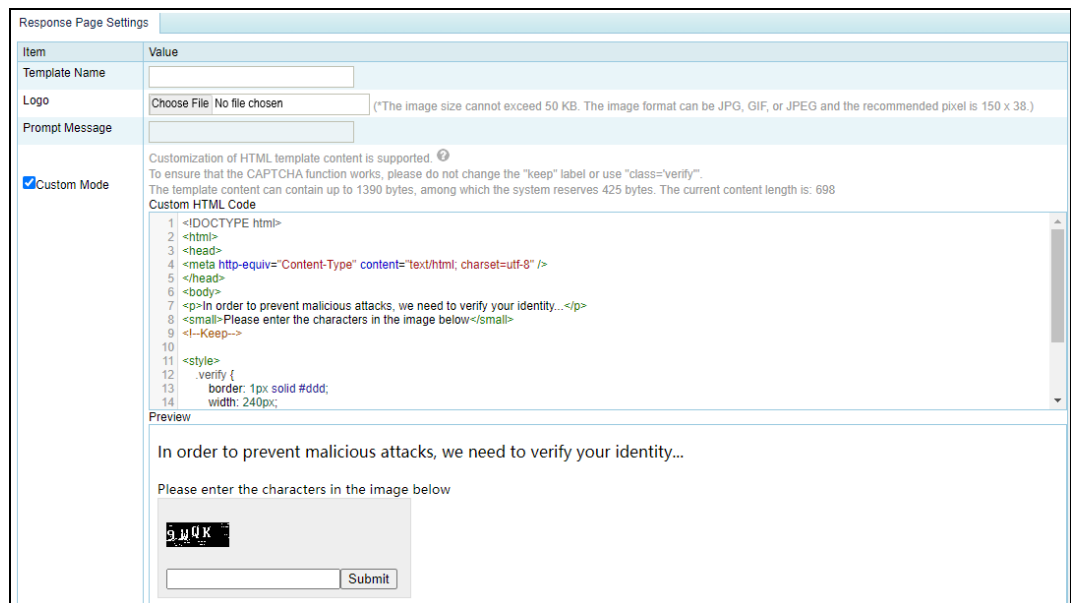 Response Page Settings
Item Value
Template Name
Logo Choose File No file chosen (*The image size cannot exceed 50 KB. The image format can be JPG, GIF, or JPEG and the recommended pixel is 150 x 38.)
Prompt Message
Customization of HTML template content is supported. ?
To ensure that the CAPTCHA function works, please do not change the "keep" label or use "class='verify'".
Custom Mode
The template content can contain up to 1390 bytes, among which the system reserves 425 bytes. The current content length is: 698
Custom HTML Code
1 <!DOCTYPE html>
2 <html>
3 <head>
4 <meta http-equiv="Content-Type" content="text/html; charset=utf-8" />
5 </head>
6 <body>
7 <p>In order to prevent malicious attacks, we need to verify your identity...</p>
8 <small>Please enter the characters in the image below</small>
9 <!--Keep-->
10
11 <style>
12 .verify {
13 border: 1px solid #ddd;
14 width: 240px;
Preview
In order to prevent malicious attacks, we need to verify your identity...
Please enter the characters in the image below
Submit